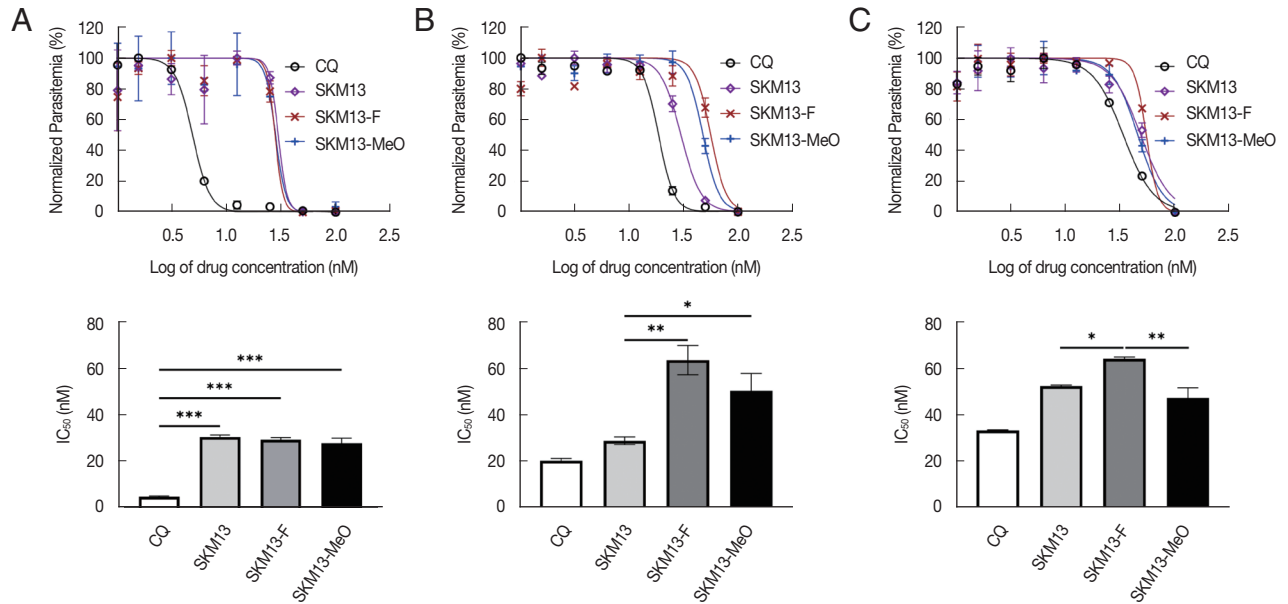 A
Normalized Parasitemia (%)
120
100
80
60
40
20
0
0.5 1.0 1.5 2.0 2.5
Log of drug concentration (nM)
CQ
SKM13
SKM13-F
SKM13-MeO
B
Normalized Parasitemia (%)
120
100
80
60
40
20
0
0.5 1.0 1.5 2.0 2.5
Log of drug concentration (nM)
CQ
SKM13
SKM13-F
SKM13-MeO
C
Normalized Parasitemia (%)
120
100
80
60
40
20
0
0.5 1.0 1.5 2.0 2.5
Log of drug concentration (nM)
CQ
SKM13
SKM13-F
SKM13-MeO
IC₅₀ (nM)
80
60
40
20
0
***
***
***
CQ
SKM13
SKM13-F
SKM13-MeO
IC₅₀ (nM)
80
60
40
20
0
*
**
CQ
SKM13
SKM13-F
SKM13-MeO
IC₅₀ (nM)
80
60
40
20
0
* **
CQ
SKM13
SKM13-F
SKM13-MeO